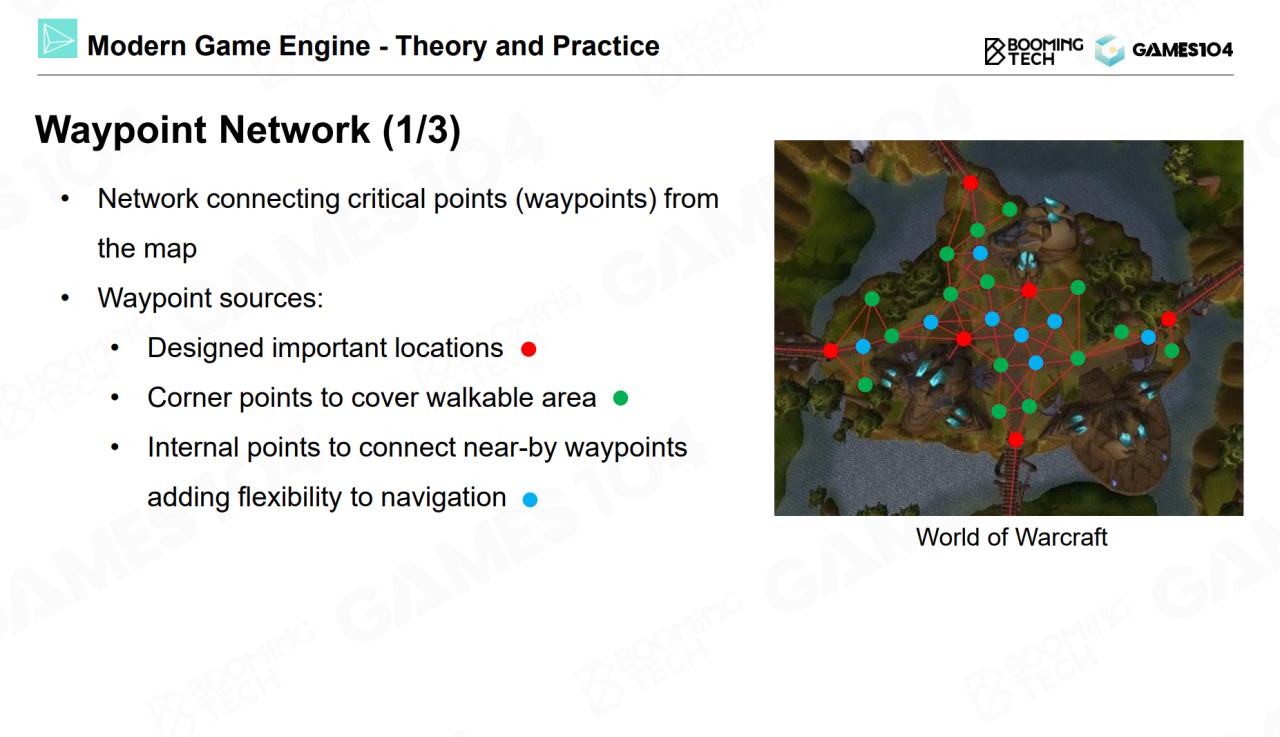 Modern Game Engine - Theory and Practice
BOOMING
TECH
GAMES104
Waypoint Network (1/3)
• Network connecting critical points (waypoints) from
the map
• Waypoint sources:
• Designed important locations
• Corner points to cover walkable area
• Internal points to connect near-by waypoints
adding flexibility to navigation
World of Warcraft